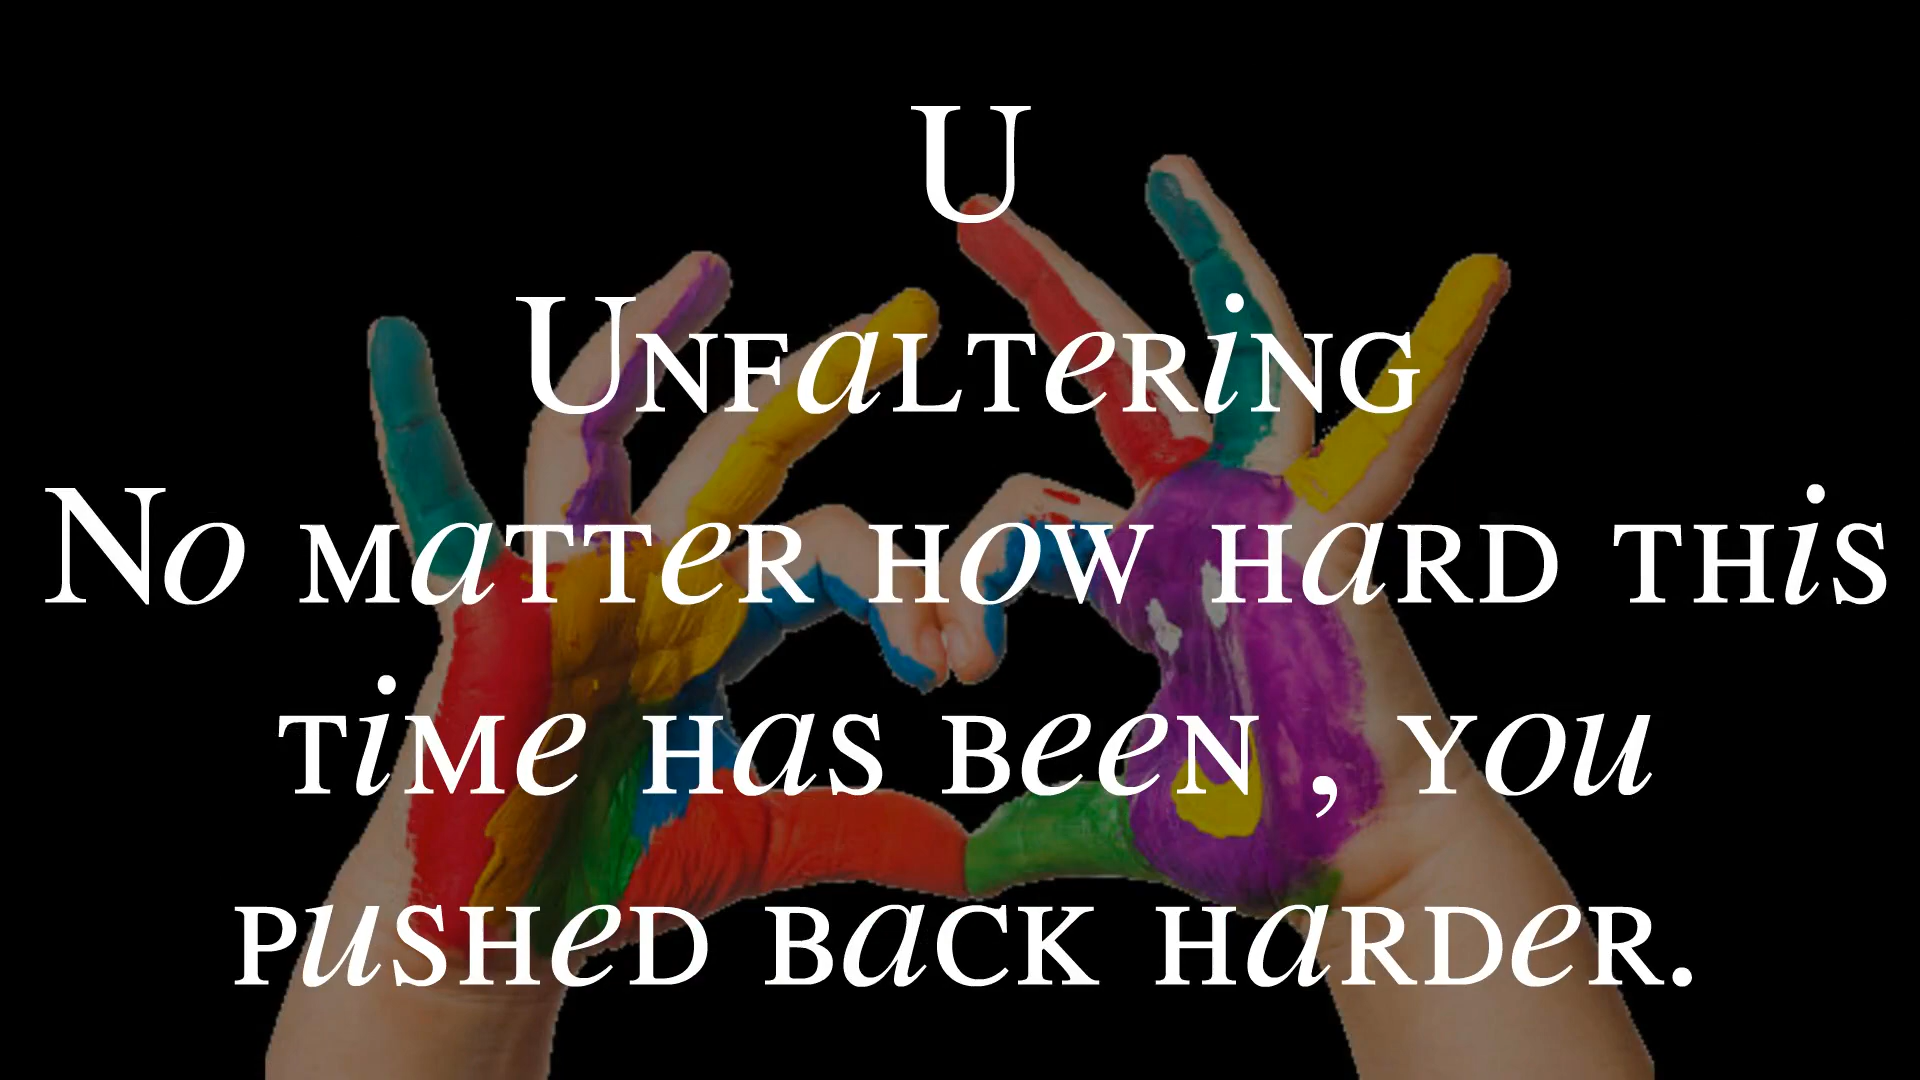 U
Unfaltering
No matter how hard this
time has been , you
pushed back harder.